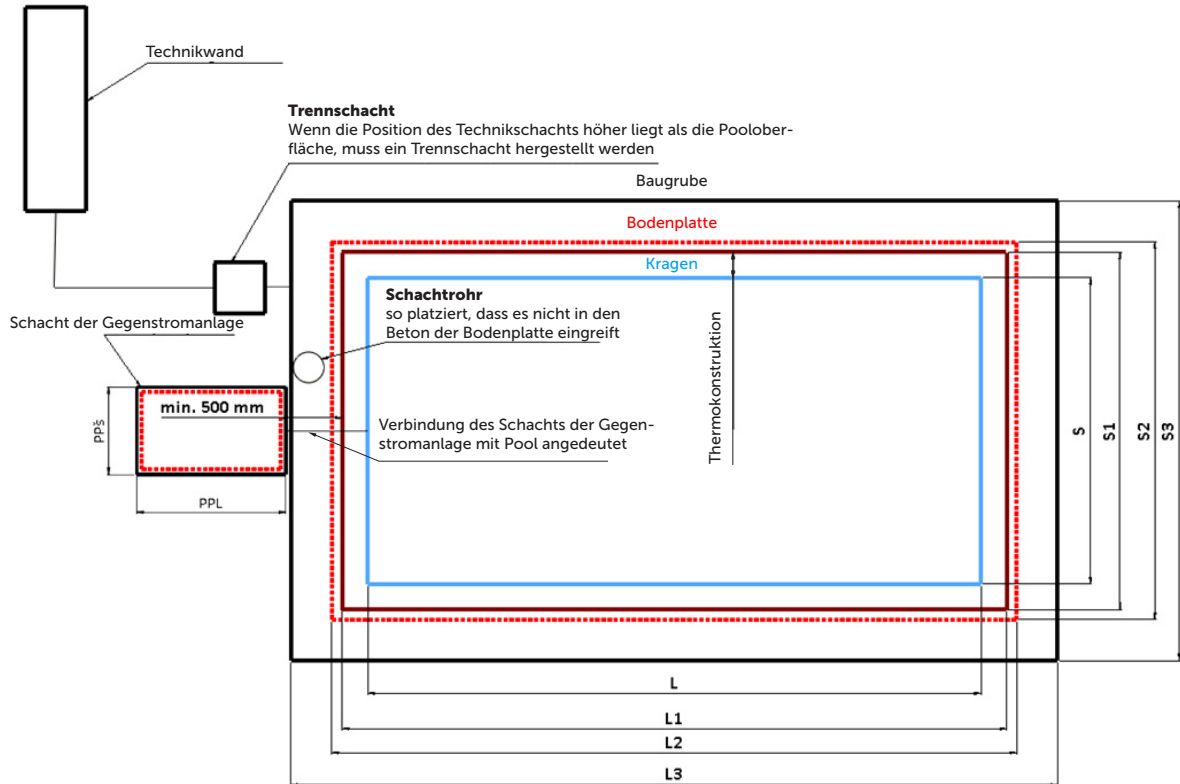 Technikwand
Trennschacht
Wenn die Position des Technikschachts höher liegt als die Poolober-
fläche, muss ein Trennschacht hergestellt werden
Baugrube
Bodenplatte
Kragen
Schachtrohr
so platziert, dass es nicht in den
Beton der Bodenplatte eingreift
Schacht der Gegenstromanlage
min. 500 mm
Verbindung des Schachts der Gegen-
stromanlage mit Pool angedeutet
Thermokonstruktion
PPš
PPL
S
S1
S2
S3
L
L1
L2
L3